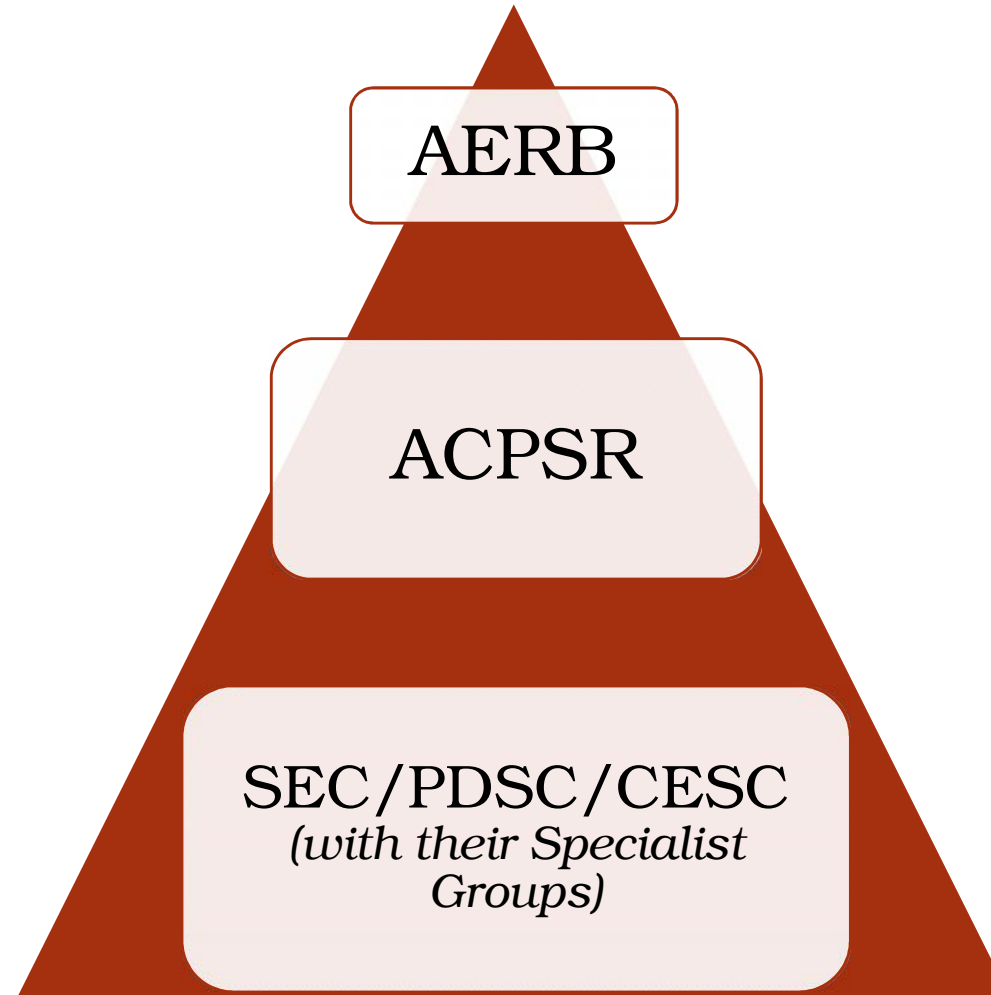 AERB
ACPSR
SEC/PDSC/CESC
(with their Specialist
Groups)